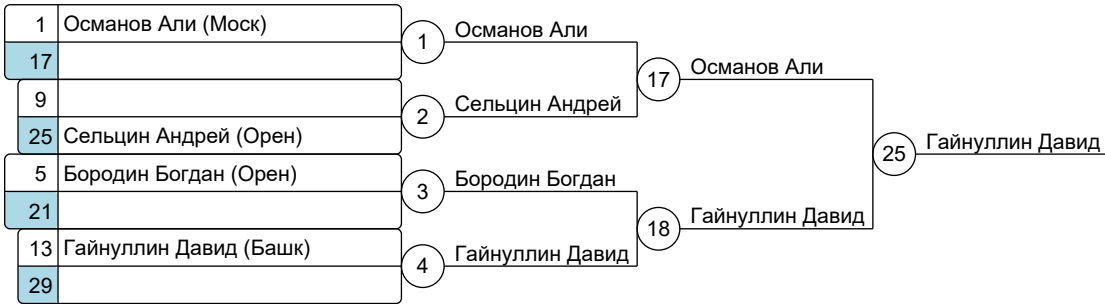 1 Османов Али (Моск)
17
9
25 Сельцин Андрей (Орен)
5 Бородин Богдан (Орен)
21
13 Гайнуллин Давид (Башк)
29
1 Османов Али
2 Сельцин Андрей
3 Бородин Богдан
4 Гайнуллин Давид
17 Османов Али
18 Гайнуллин Давид
25 Гайнуллин Давид